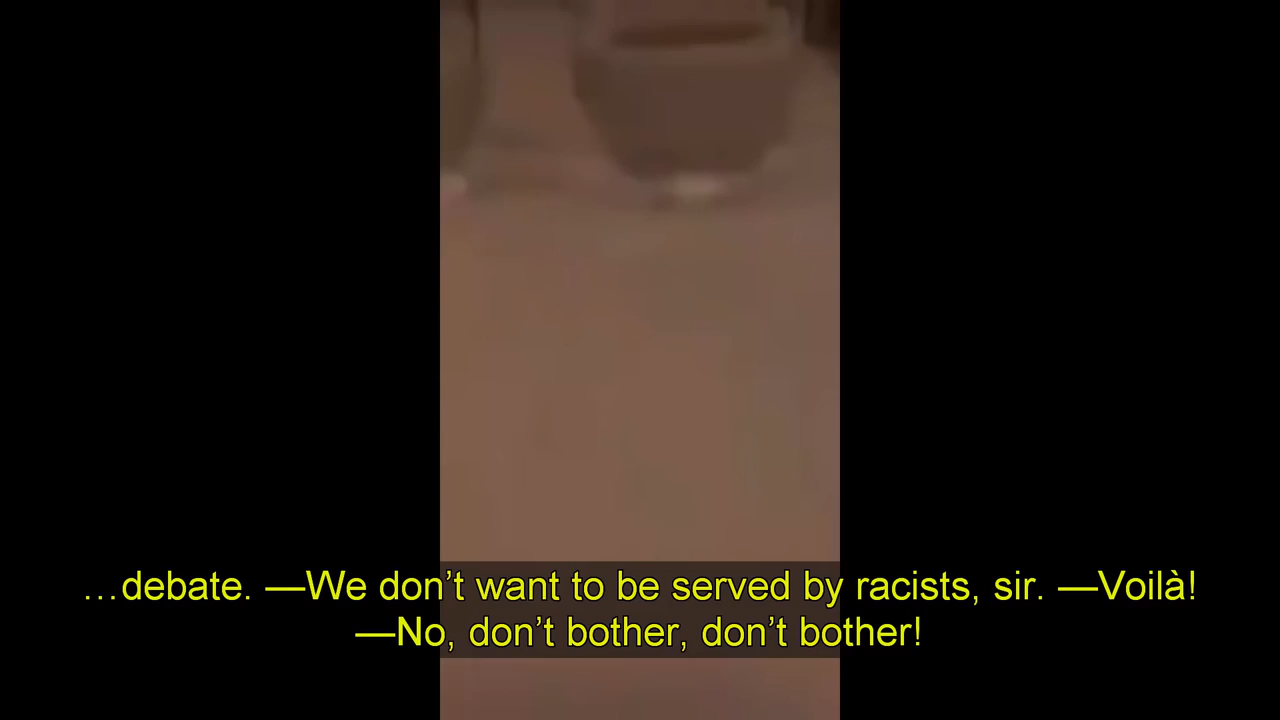 …debate. —We don’t want to be served by racists, sir. —Voilà!
—No, don’t bother, don’t bother!